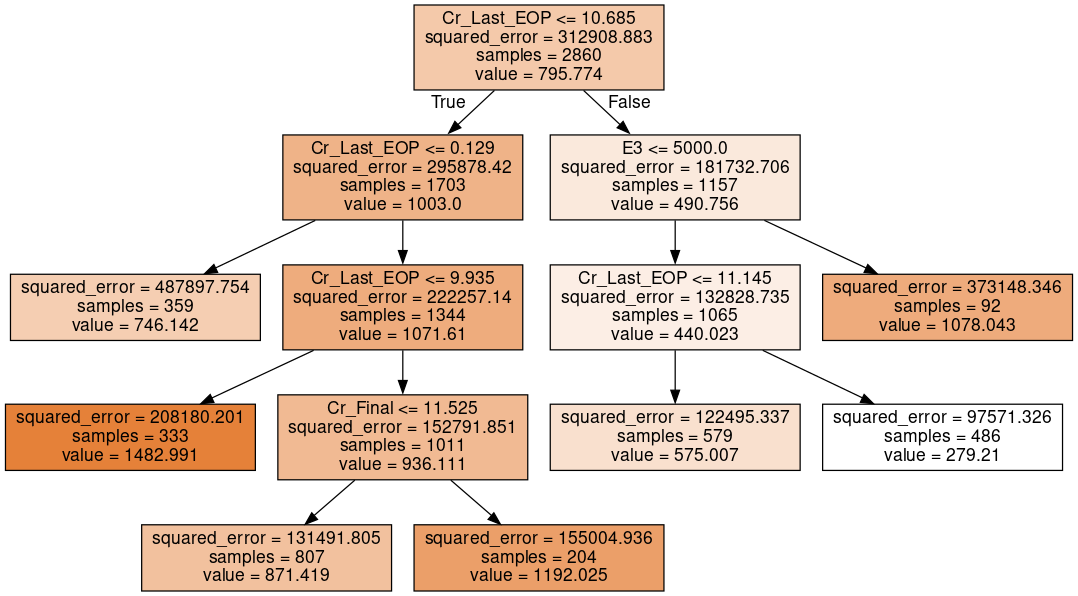 Cr_Last_EOP <= 10.685
squared_error = 312908.883
samples = 2860
value = 795.774
True
False
Cr_Last_EOP <= 0.129
squared_error = 295878.42
samples = 1703
value = 1003.0
E3 <= 5000.0
squared_error = 181732.706
samples = 1157
value = 490.756
squared_error = 487897.754
samples = 359
value = 746.142
Cr_Last_EOP <= 9.935
squared_error = 222257.14
samples = 1344
value = 1071.61
Cr_Last_EOP <= 11.145
squared_error = 132828.735
samples = 1065
value = 440.023
squared_error = 373148.346
samples = 92
value = 1078.043
squared_error = 208180.201
samples = 333
value = 1482.991
Cr_Final <= 11.525
squared_error = 152791.851
samples = 1011
value = 936.111
squared_error = 122495.337
samples = 579
value = 575.007
squared_error = 97571.326
samples = 486
value = 279.21
squared_error = 131491.805
samples = 807
value = 871.419
squared_error = 155004.936
samples = 204
value = 1192.025